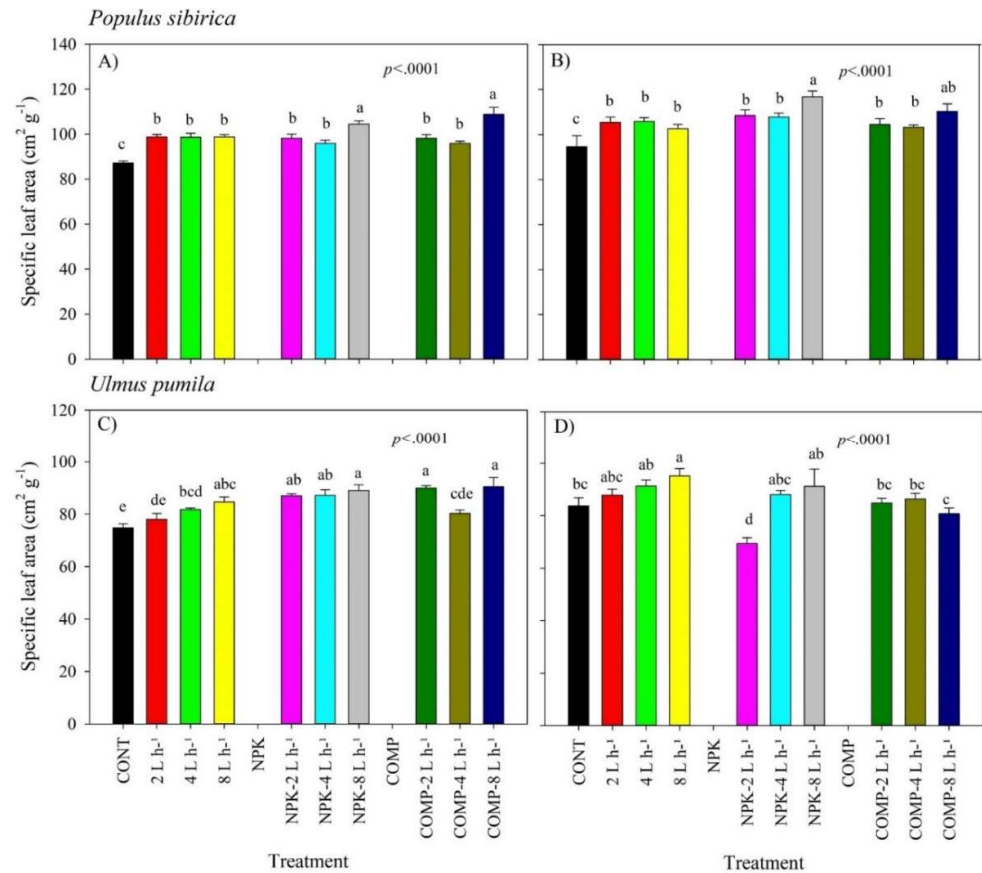 Populus sibirica
Specific leaf area (cm² g⁻¹)
140
120
100
80
60
40
20
0
A)
p<.0001
c
b
b
b
b
b
a
b
b
a
B)
p<.0001
c
b
b
b
b
b
a
b
b
ab
Ulmus pumila
Specific leaf area (cm² g⁻¹)
120
100
80
60
40
20
0
C)
p<.0001
e
de
bcd
abc
ab
ab
a
a
cde
a
D)
p<.0001
bc
abc
ab
a
d
abc
ab
bc
bc
c
CONT
2 L h⁻¹
4 L h⁻¹
8 L h⁻¹
NPK
NPK-2 L h⁻¹
NPK-4 L h⁻¹
NPK-8 L h⁻¹
COMP
COMP-2 L h⁻¹
COMP-4 L h⁻¹
COMP-8 L h⁻¹
Treatment
CONT
2 L h⁻¹
4 L h⁻¹
8 L h⁻¹
NPK
NPK-2 L h⁻¹
NPK-4 L h⁻¹
NPK-8 L h⁻¹
COMP
COMP-2 L h⁻¹
COMP-4 L h⁻¹
COMP-8 L h⁻¹
Treatment